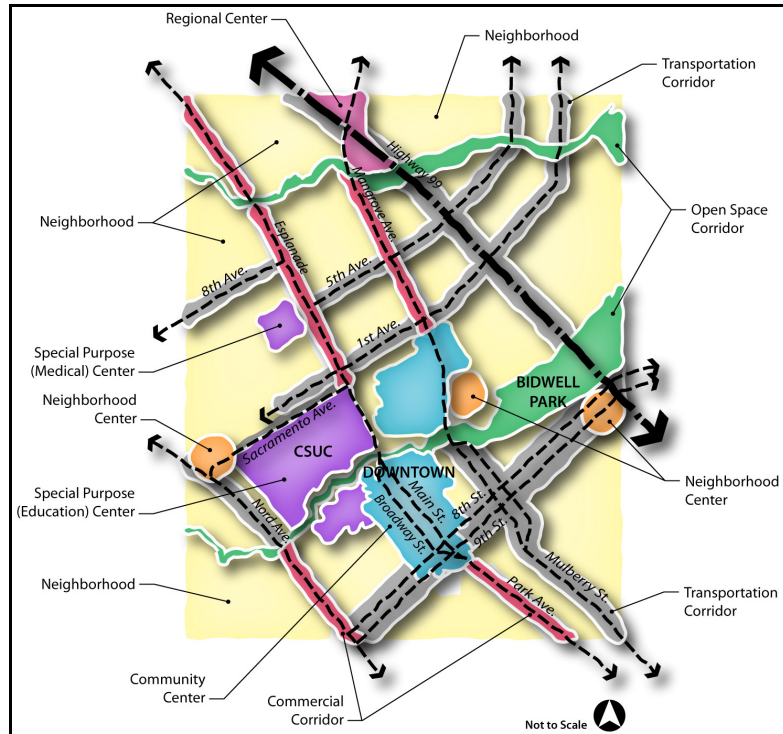 Regional Center
Neighborhood
Transportation
Corridor
Highway 99
Mangrove Ave.
Neighborhood
Esplanade
Open Space
Corridor
8th Ave.
5th Ave.
1st Ave.
Special Purpose
(Medical) Center
BIDWELL
PARK
Neighborhood
Center
Sacramento Ave.
CSUC
DOWNTOWN
Neighborhood
Center
Special Purpose
(Education) Center
Main St.
8th St.
Nord Ave.
Broadway St.
9th St.
Neighborhood
Mulberry St.
Park Ave.
Transportation
Corridor
Community
Center
Commercial
Corridor
Not to Scale